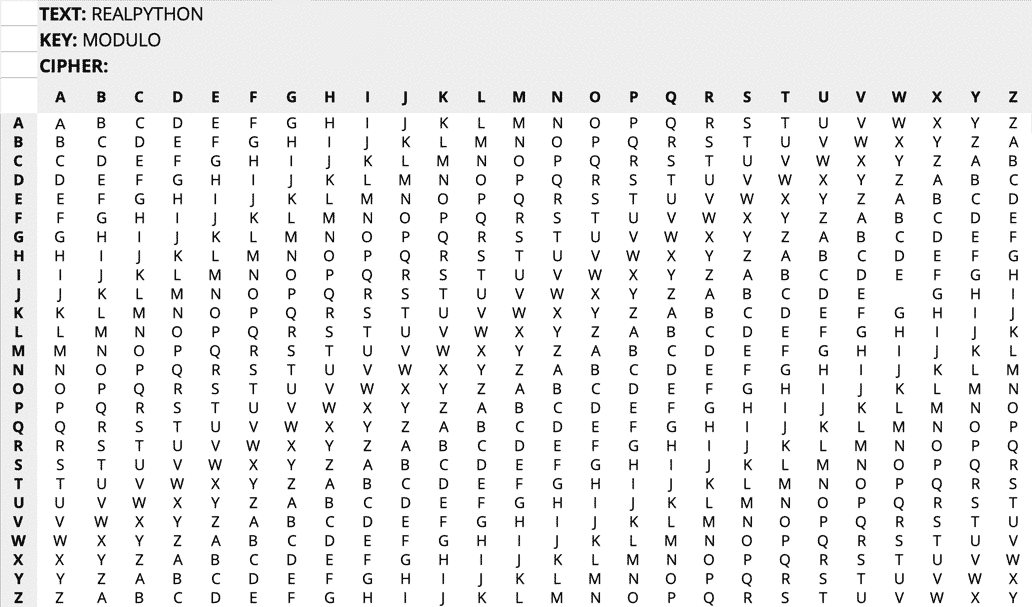 TEXT: REALPYTHON
KEY: MODULO
CIPHER:
A B C D E F G H I J K L M N O P Q R S T U V W X Y Z
A A B C D E F G H I J K L M N O P Q R S T U V W X Y Z
B B C D E F G H I J K L M N O P Q R S T U V W X Y Z A
C C D E F G H I J K L M N O P Q R S T U V W X Y Z A B
D D E F G H I J K L M N O P Q R S T U V W X Y Z A B C
E E F G H I J K L M N O P Q R S T U V W X Y Z A B C D
F F G H I J K L M N O P Q R S T U V W X Y Z A B C D E
G G H I J K L M N O P Q R S T U V W X Y Z A B C D E F
H H I J K L M N O P Q R S T U V W X Y Z A B C D E F G
I I J K L M N O P Q R S T U V W X Y Z A B C D E F G H
J J K L M N O P Q R S T U V W X Y Z A B C D E G H I
K K L M N O P Q R S T U V W X Y Z A B C D E F G H I J
L L M N O P Q R S T U V W X Y Z A B C D E F G H I J K
M M N O P Q R S T U V W X Y Z A B C D E F G H I J K L
N N O P Q R S T U V W X Y Z A B C D E F G H I J K L M
O O P Q R S T U V W X Y Z A B C D E F G H I J K L M N
P P Q R S T U V W X Y Z A B C D E F G H I J K L M N O
Q Q R S T U V W X Y Z A B C D E F G H I J K L M N O P
R R S T U V W X Y Z A B C D E F G H I J K L M N O P Q
S S T U V W X Y Z A B C D E F G H I J K L M N O P Q R
T T U V W X Y Z A B C D E F G H I J K L M N O P Q R S
U U V W X Y Z A B C D E F G H I J K L M N O P Q R S T
V V W X Y Z A B C D E F G H I J K L M N O P Q R S T U
W W X Y Z A B C D E F G H I J K L M N O P Q R S T U V
X X Y Z A B C D E F G H I J K L M N O P Q R S T U V W
Y Y Z A B C D E F G H I J K L M N O P Q R S T U V W X
Z Z A B C D E F G H I J K L M N O P Q R S T U V W X Y